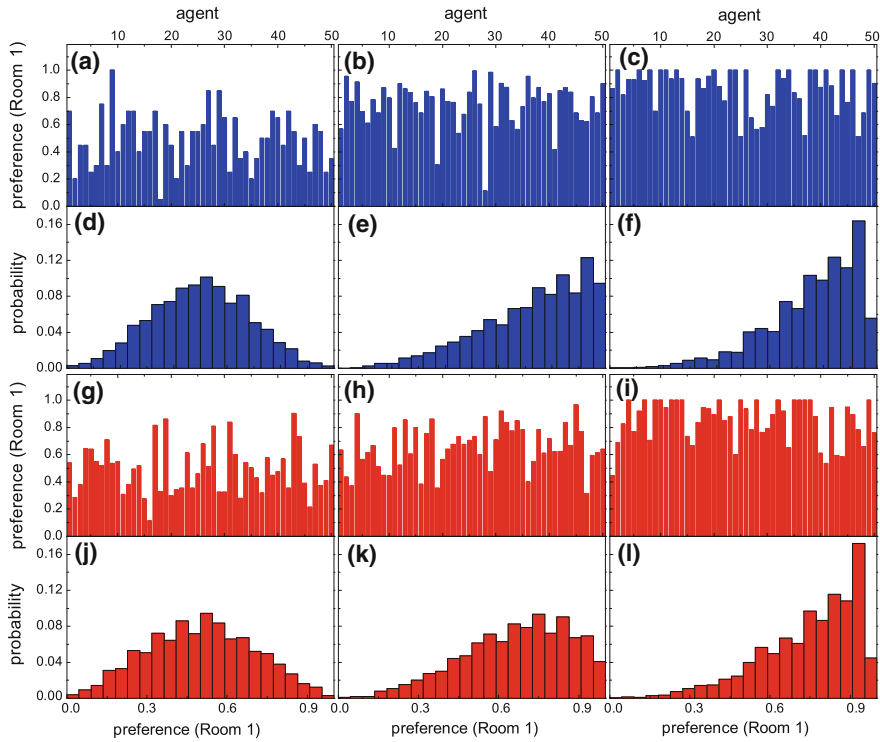 agent agent agent
10 20 30 40 50 10 20 30 40 50 10 20 30 40 50
preference (Room 1)
1.0
0.8
0.6
0.4
0.2
0.0
(a) (b) (c)
probability
0.16
0.12
0.08
0.04
0.00
(d) (e) (f)
preference (Room 1)
1.0
0.8
0.6
0.4
0.2
0.0
(g) (h) (i)
probability
0.16
0.12
0.08
0.04
0.00
(j) (k) (l)
0.0 0.3 0.6 0.9 0.0 0.3 0.6 0.9 0.0 0.3 0.6 0.9
preference (Room 1) preference (Room 1) preference (Room 1)